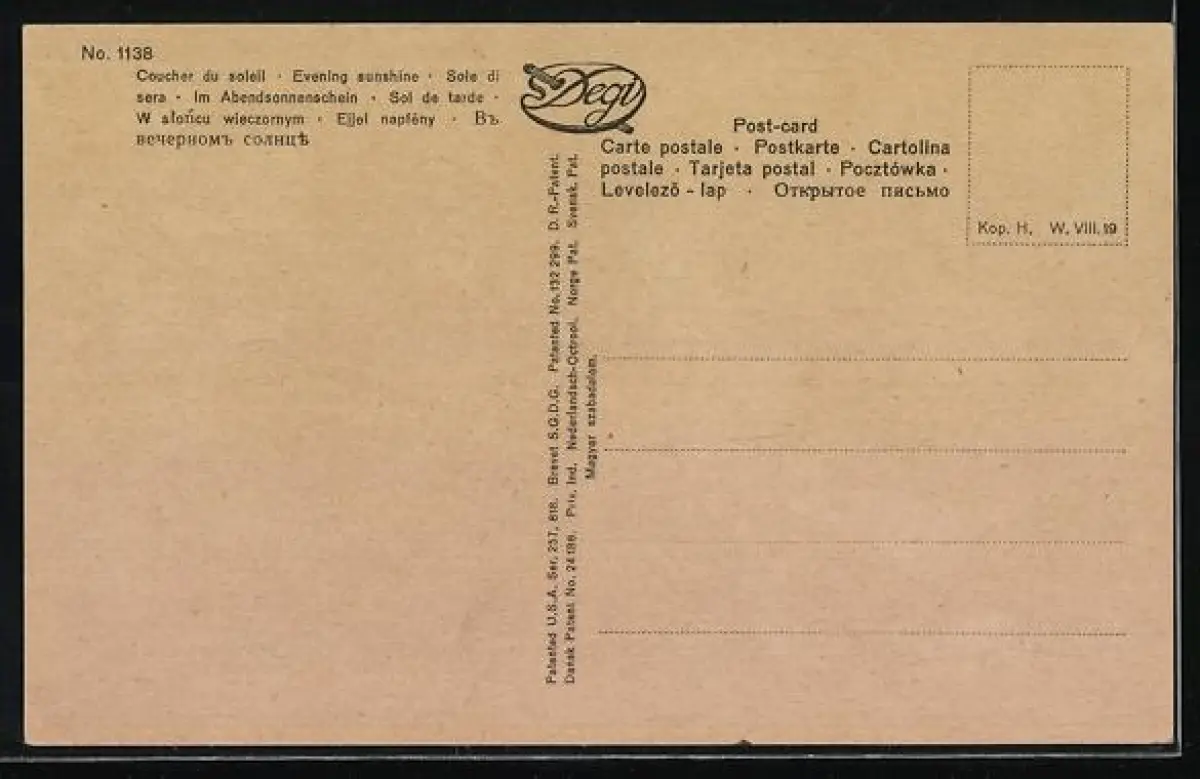 No. 1138
Coucher du soleil · Evening sunshine · Sole di
sera · Im Abendsonnenschein · Sol de tarde ·
W słońcu wieczornym · Ejjel napfény · Въ
вечерномъ солнцѣ
Degi
Post-card
Carte postale · Postkarte · Cartolina
postale · Tarjeta postal · Pocztówka ·
Levelező - lap · Открытое письмо
Kop. H. W. VIII. 19
Patented U.S.A. Ser. 257, 618. Brevet S.G.D.G. Patented No. 132 299. D. R.-Patent.
Dansk Patent No. 24 186. Priv. Ind. Nederlandsch-Octrooi. Norge Pat. Svensk. Pat.
Magyar szabadalom.